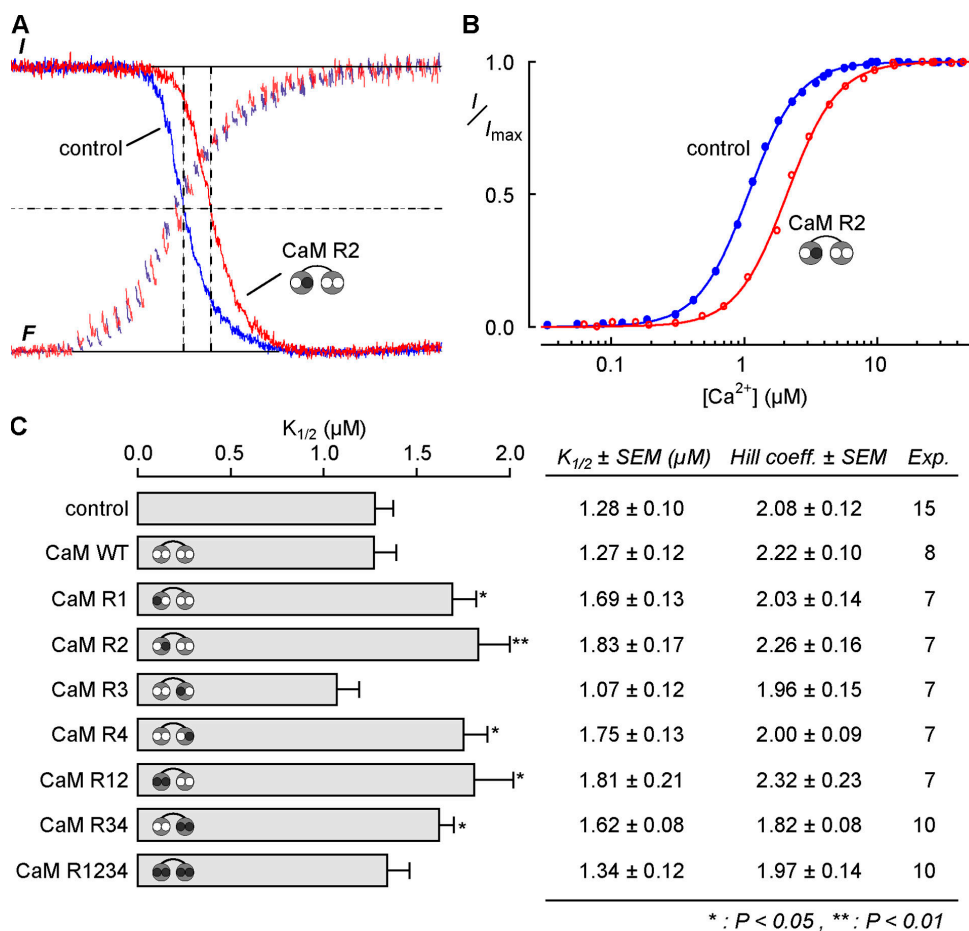 A
I
control
CaM R2
F
B
1.0
I/Imax
control
0.5
CaM R2
0.0
0.1 1 10
[Ca2+] (µM)
C
K1/2 (µM)
0.0 0.5 1.0 1.5 2.0
K1/2 ± SEM (µM) Hill coeff. ± SEM Exp.
control 1.28 ± 0.10 2.08 ± 0.12 15
CaM WT 1.27 ± 0.12 2.22 ± 0.10 8
CaM R1 * 1.69 ± 0.13 2.03 ± 0.14 7
CaM R2 ** 1.83 ± 0.17 2.26 ± 0.16 7
CaM R3 1.07 ± 0.12 1.96 ± 0.15 7
CaM R4 * 1.75 ± 0.13 2.00 ± 0.09 7
CaM R12 * 1.81 ± 0.21 2.32 ± 0.23 7
CaM R34 * 1.62 ± 0.08 1.82 ± 0.08 10
CaM R1234 1.34 ± 0.12 1.97 ± 0.14 10
* : P < 0.05 , ** : P < 0.01